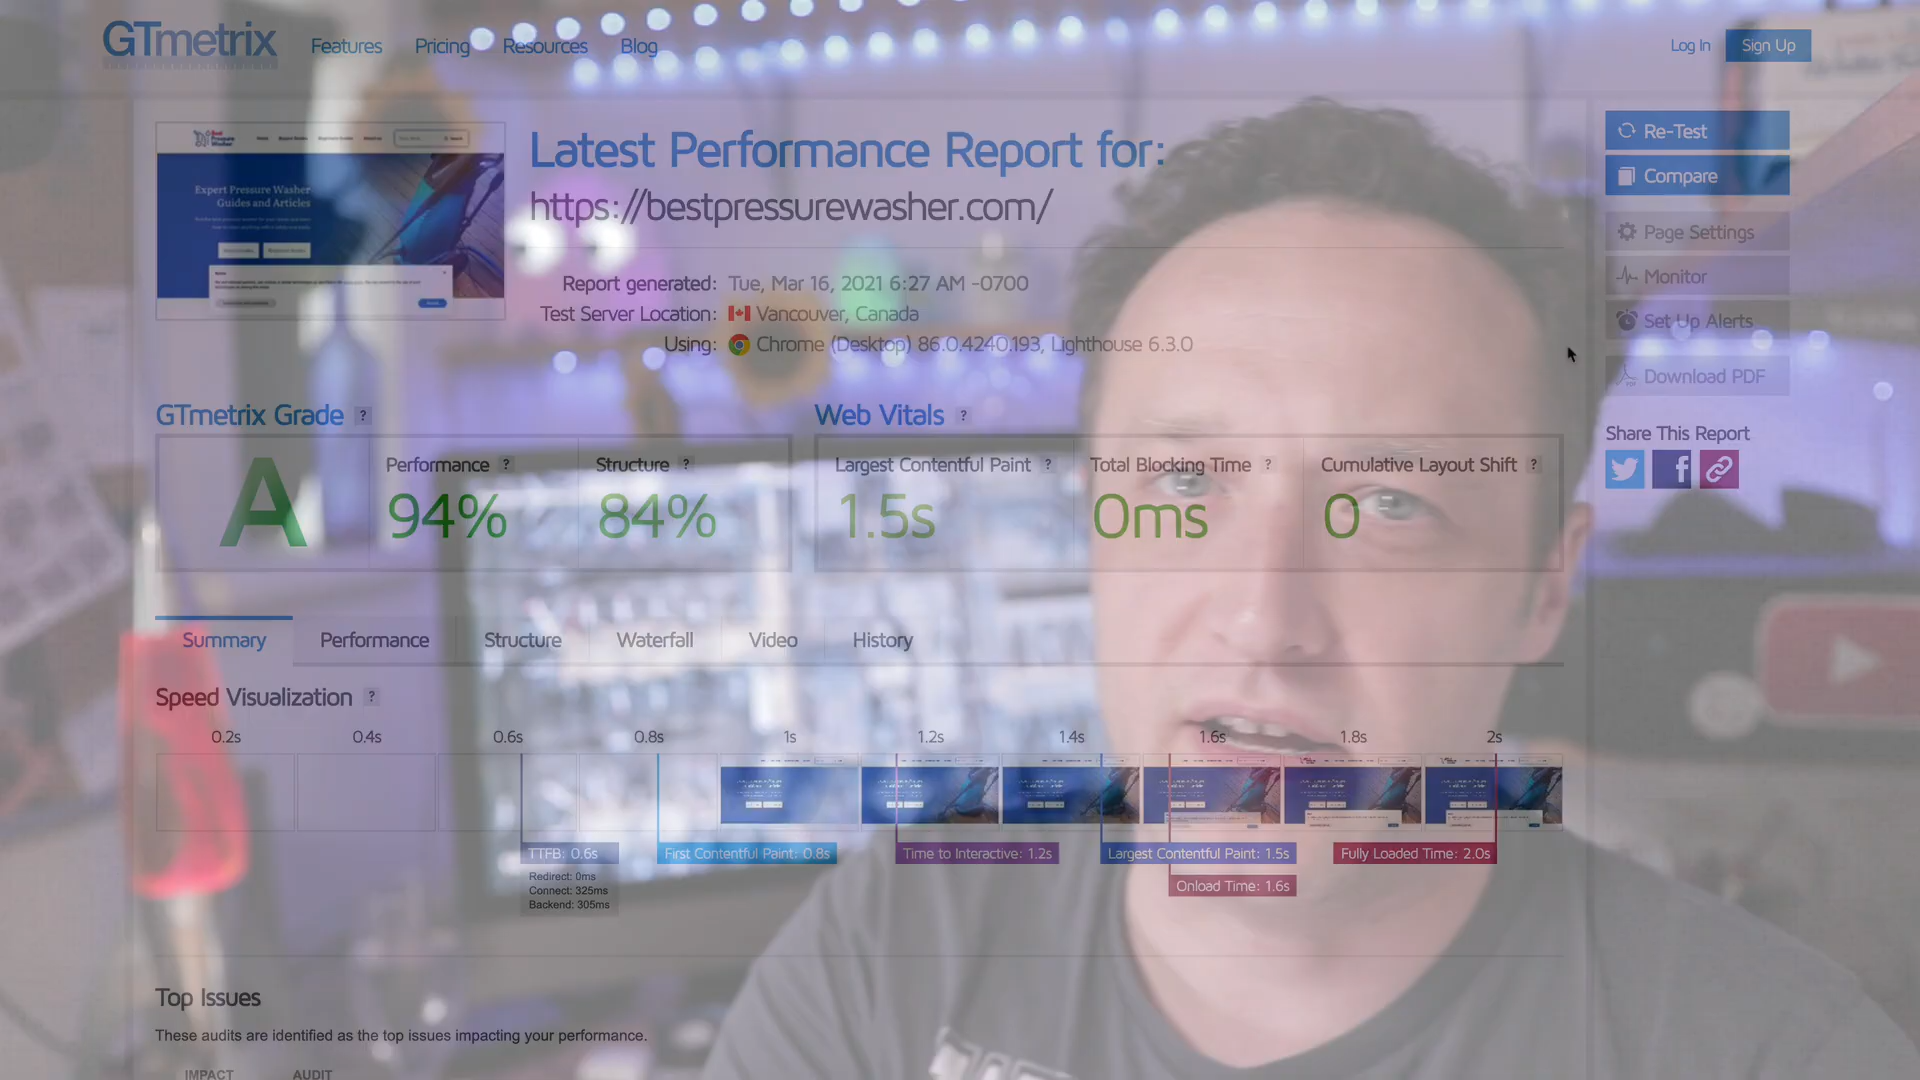 GTmetrix
Features Pricing Resources Blog
Log In Sign Up
Expert Pressure Washer
Guides and Articles
Latest Performance Report for:
https://bestpressurewasher.com/
Report generated: Tue, Mar 16, 2021 6:27 AM -0700
Test Server Location: Vancouver, Canada
Using: Chrome (Desktop) 86.0.4240.193, Lighthouse 6.3.0
Re-Test
Compare
Page Settings
Monitor
Set Up Alerts
Download PDF
Share This Report
GTmetrix Grade ?
Web Vitals ?
A
Performance ?
94%
Structure ?
84%
Largest Contentful Paint ?
1.5s
Total Blocking Time ?
0ms
Cumulative Layout Shift ?
0
Summary Performance Structure Waterfall Video History
Speed Visualization ?
0.2s 0.4s 0.6s 0.8s 1s 1.2s 1.4s 1.6s 1.8s 2s
TTFB: 0.6s
Redirect: 0ms
Connect: 325ms
Backend: 305ms
First Contentful Paint: 0.8s
Time to Interactive: 1.2s
Largest Contentful Paint: 1.5s
Fully Loaded Time: 2.0s
Onload Time: 1.6s
Top Issues
These audits are identified as the top issues impacting your performance.
IMPACT AUDIT